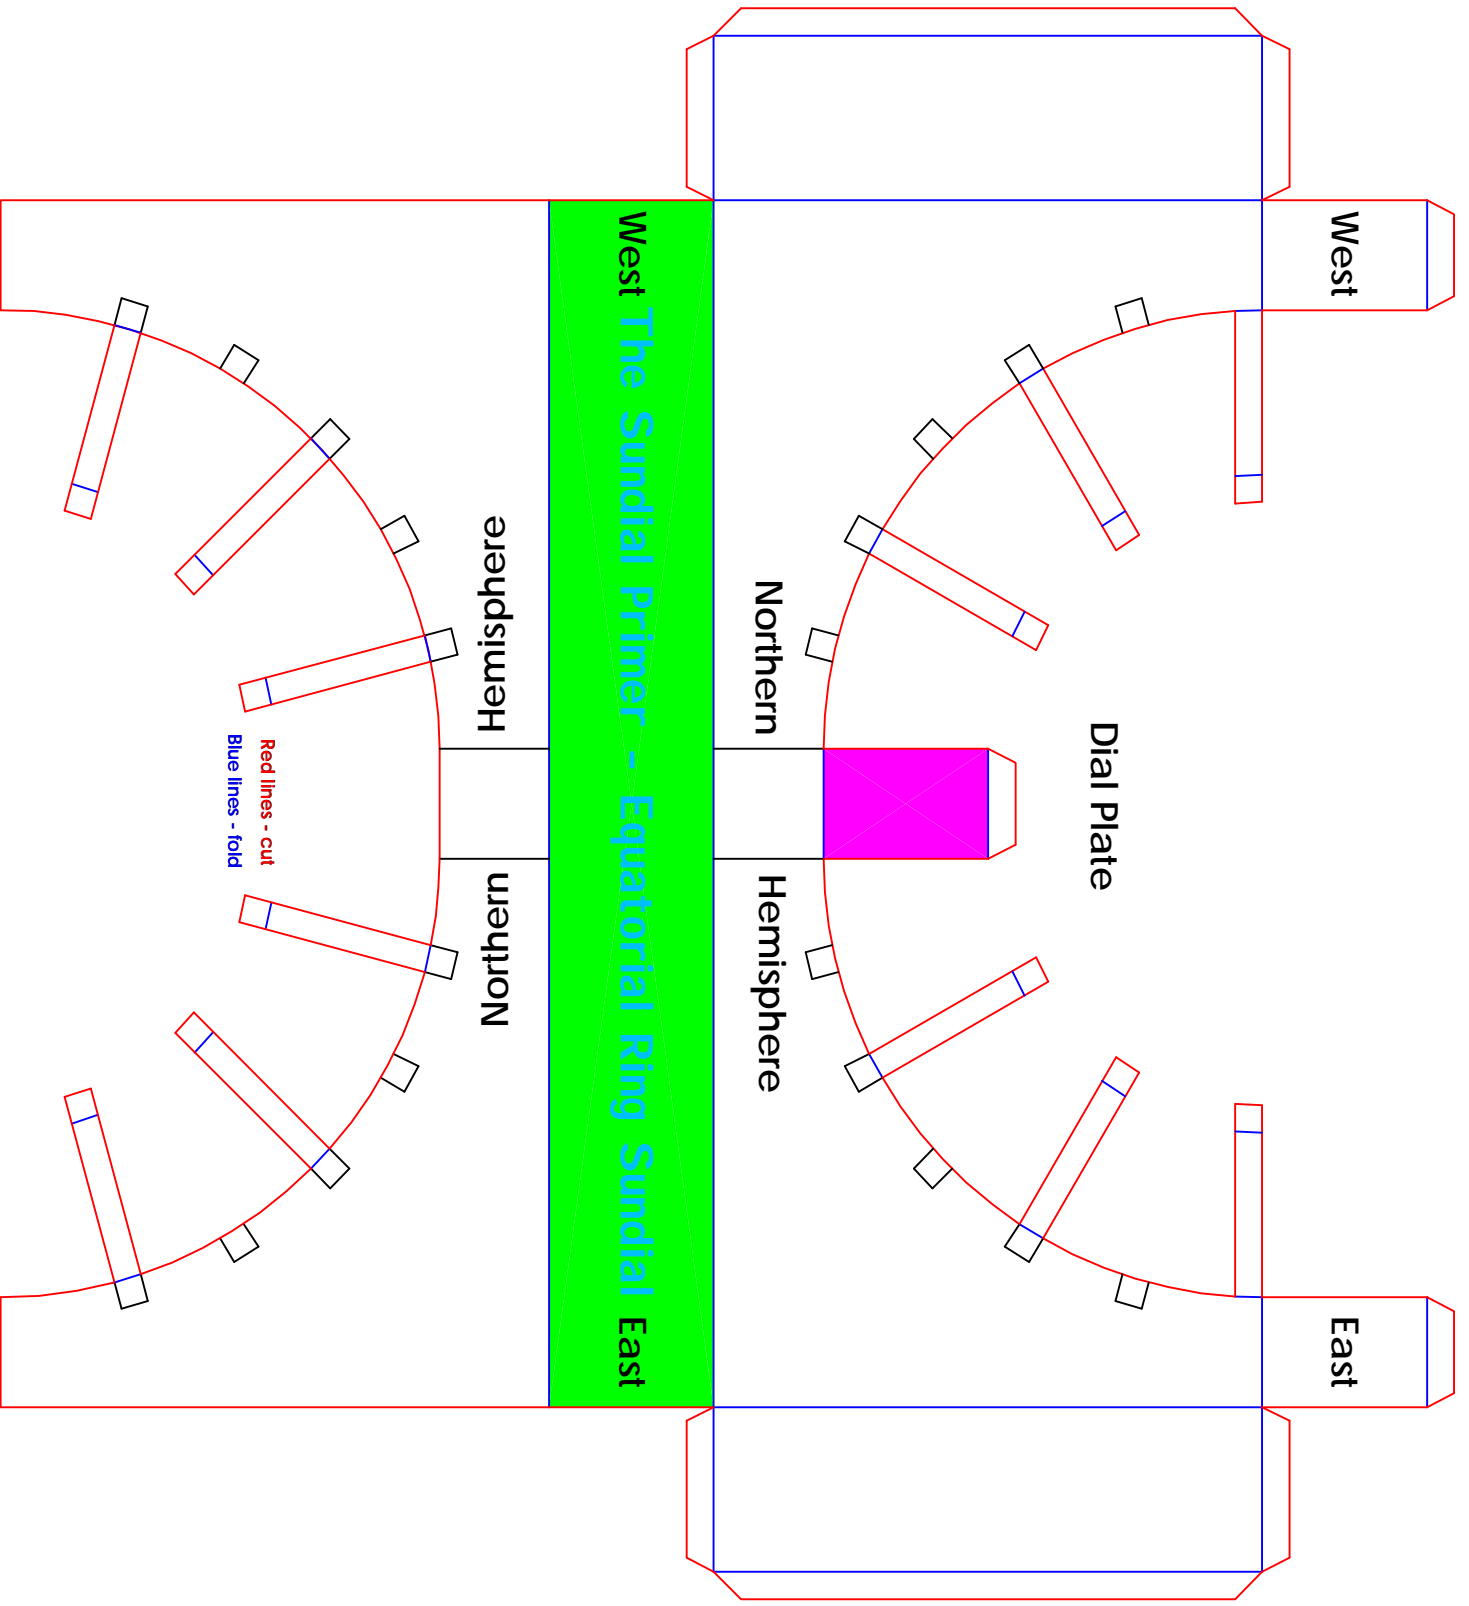 West East
Dial Plate
Northern Hemisphere
West The Sundial Primer - Equatorial Ring Sundial East
Northern Hemisphere
Red lines - cut
Blue lines - fold